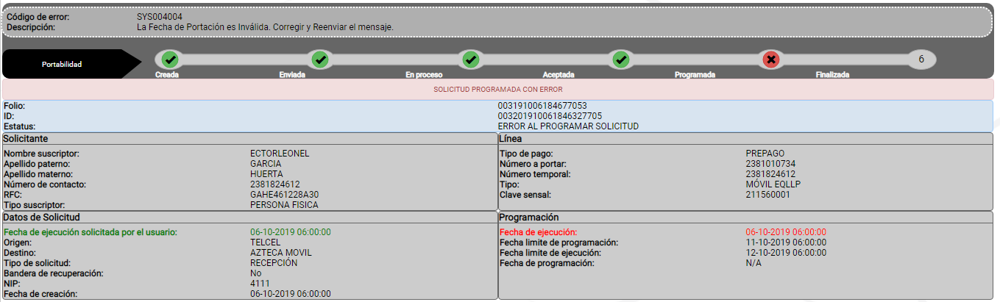 Código de error: SYS004004
Descripción: La Fecha de Portación es Inválida. Corregir y Reenviar el mensaje.
Portabilidad
6
Creada Enviada En proceso Aceptada Programada Finalizada
SOLICITUD PROGRAMADA CON ERROR
Folio: 003191006184677053
ID: 003201910061846327705
Estatus: ERROR AL PROGRAMAR SOLICITUD
Solicitante
Nombre suscriptor: ECTORLEONEL
Apellido paterno: GARCIA
Apellido materno: HUERTA
Número de contacto: 2381824612
RFC: GAHE461228A30
Tipo suscriptor: PERSONA FISICA
Línea
Tipo de pago: PREPAGO
Número a portar: 2381010734
Número temporal: 2381824612
Tipo: MÓVIL EQLLP
Clave sensal: 211560001
Datos de Solicitud
Fecha de ejecución solicitada por el usuario: 06-10-2019 06:00:00
Origen: TELCEL
Destino: AZTECA MOVIL
Tipo de solicitud: RECEPCIÓN
Bandera de recuperación: No
NIP: 4111
Fecha de creación: 06-10-2019 06:00:00
Programación
Fecha de ejecución: 06-10-2019 06:00:00
Fecha limite de programación: 11-10-2019 06:00:00
Fecha limite de ejecución: 12-10-2019 06:00:00
Fecha de programación: N/A